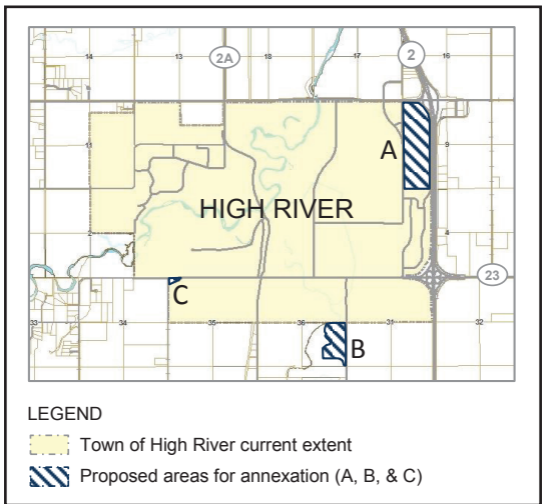 14
13
2A
18
17
2
16
11
A
9
HIGH RIVER
4
2
23
C
33
34
35
36
31
32
B
LEGEND
Town of High River current extent
Proposed areas for annexation (A, B, & C)